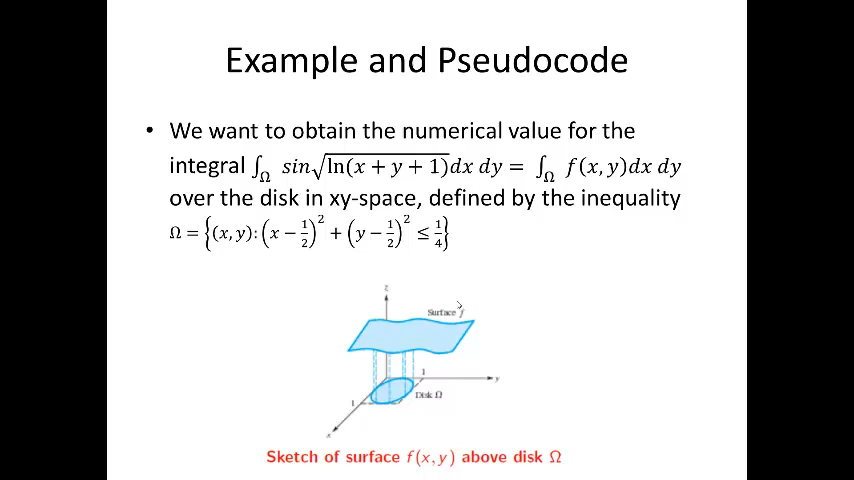 Example and Pseudocode
• We want to obtain the numerical value for the
integral ∫_Ω sin√(ln(x + y + 1)) dx dy = ∫_Ω f(x, y)dx dy
over the disk in xy-space, defined by the inequality
Ω = {(x, y): (x − 1/2)^2 + (y − 1/2)^2 ≤ 1/4}
z
Surface f
1
y
Disk Ω
1
x
Sketch of surface f(x, y) above disk Ω